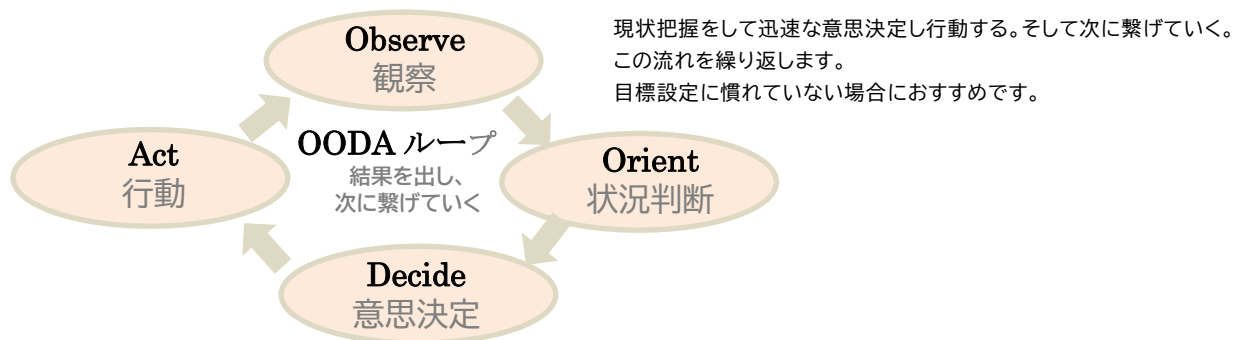 Observe
観察
現状把握をして迅速な意思決定し行動する。そして次に繋げていく。
この流れを繰り返します。
目標設定に慣れていない場合におすすめです。
OODA ループ
結果を出し、
次に繋げていく
Act
行動
Orient
状況判断
Decide
意思決定